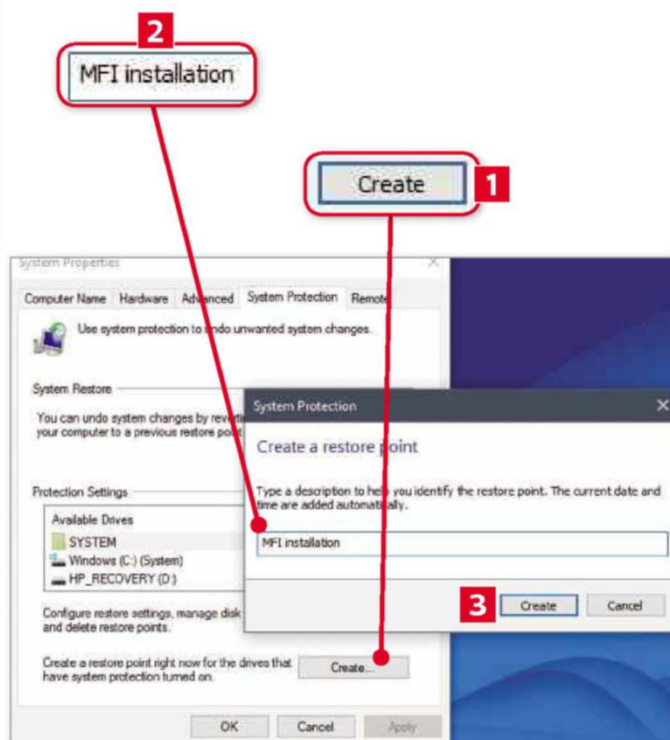 2
MFI installation
Create
1
System Properties
Computer Name Hardware Advanced System Protection Remote
Use system protection to undo unwanted system changes.
System Restore
You can undo system changes by
your computer to a previous restore point
Protection Settings
Available Drives
SYSTEM
Windows (C:) (System)
HP_RECOVERY (D:)
Configure restore settings, manage disk
and delete restore points.
Create a restore point right now for the drives that
have system protection turned on.
Create...
OK Cancel Apply
System Protection
Create a restore point
Type a description to help you identify the restore point. The current date and
time are added automatically.
MFI installation
3
Create Cancel